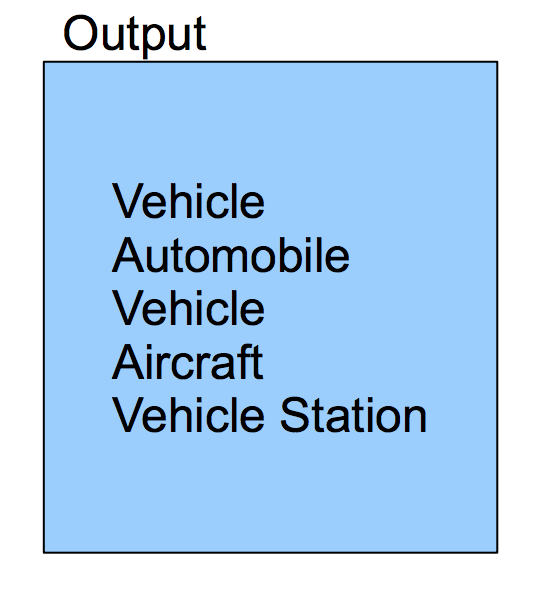 Output
Vehicle
Automobile
Vehicle
Aircraft
Vehicle Station